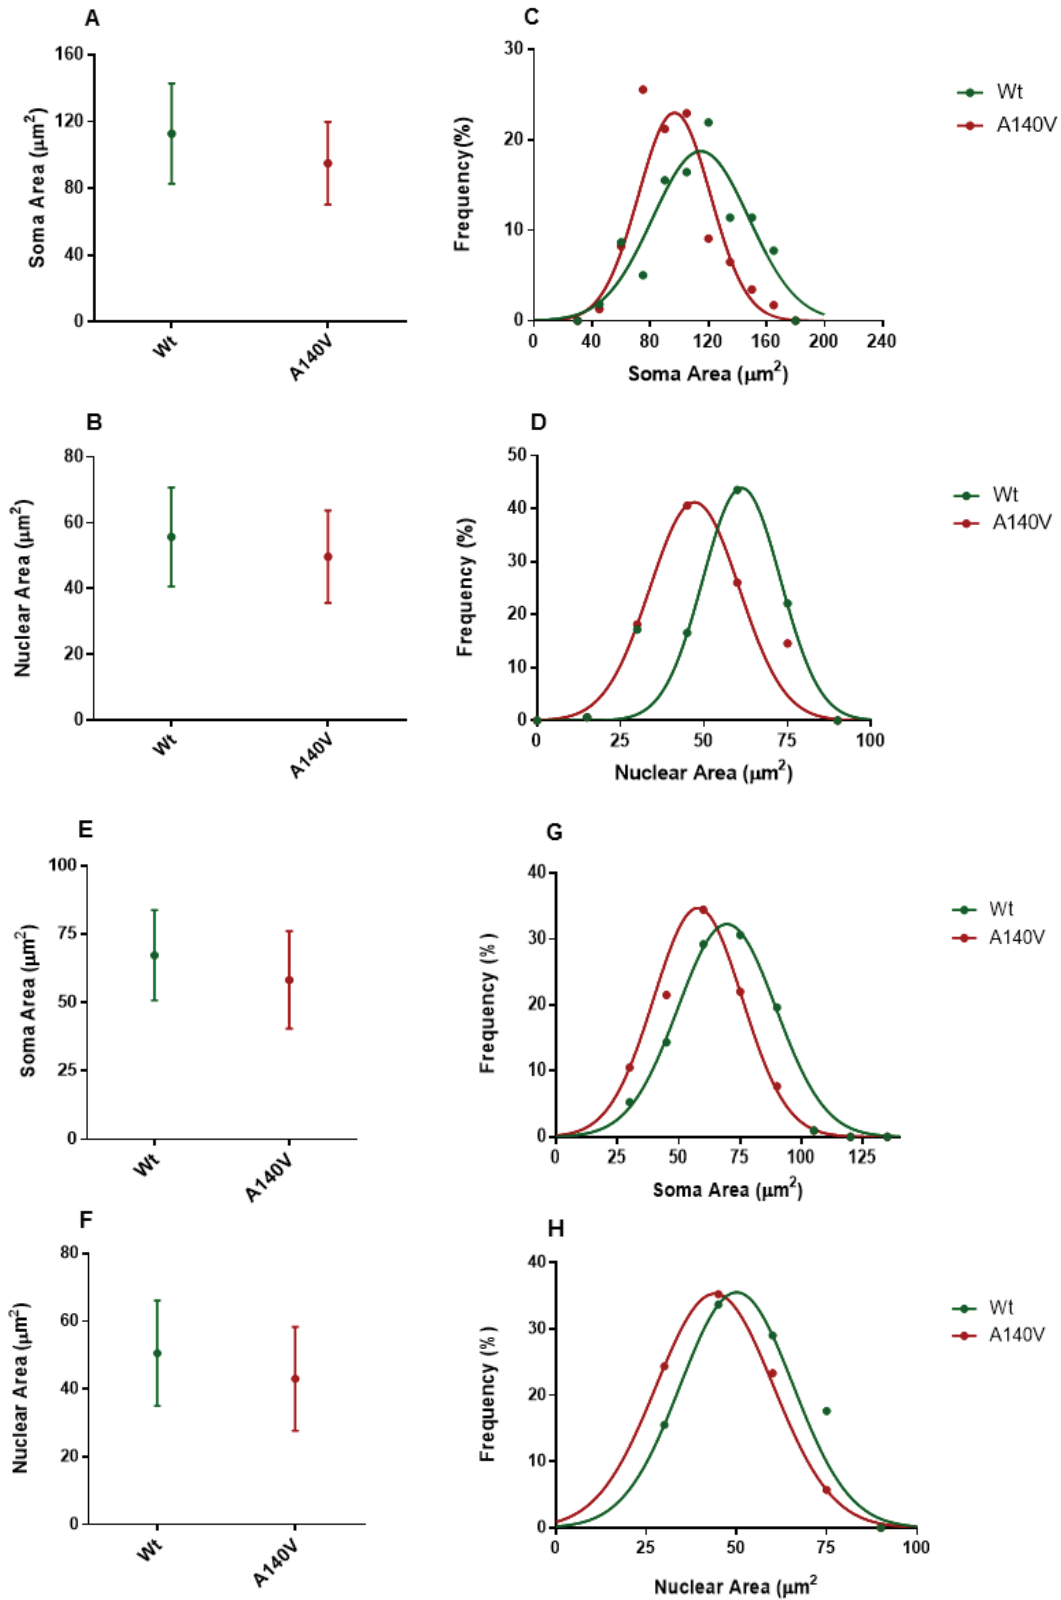 A
160
120
80
40
0
Soma Area (µm²)
Wt
A140V
C
30
20
10
0
Frequency(%)
0 40 80 120 160 200 240
Soma Area (µm²)
Wt
A140V
B
80
60
40
20
0
Nuclear Area (µm²)
Wt
A140V
D
50
40
30
20
10
0
Frequency (%)
0 25 50 75 100
Nuclear Area (µm²)
Wt
A140V
E
100
75
50
25
0
Soma Area (µm²)
Wt
A140V
G
40
30
20
10
0
Frequency (%)
0 25 50 75 100 125
Soma Area (µm²)
Wt
A140V
F
80
60
40
20
0
Nuclear Area (µm²)
Wt
A140V
H
40
30
20
10
0
Frequency (%)
0 25 50 75 100
Nuclear Area (µm²
Wt
A140V